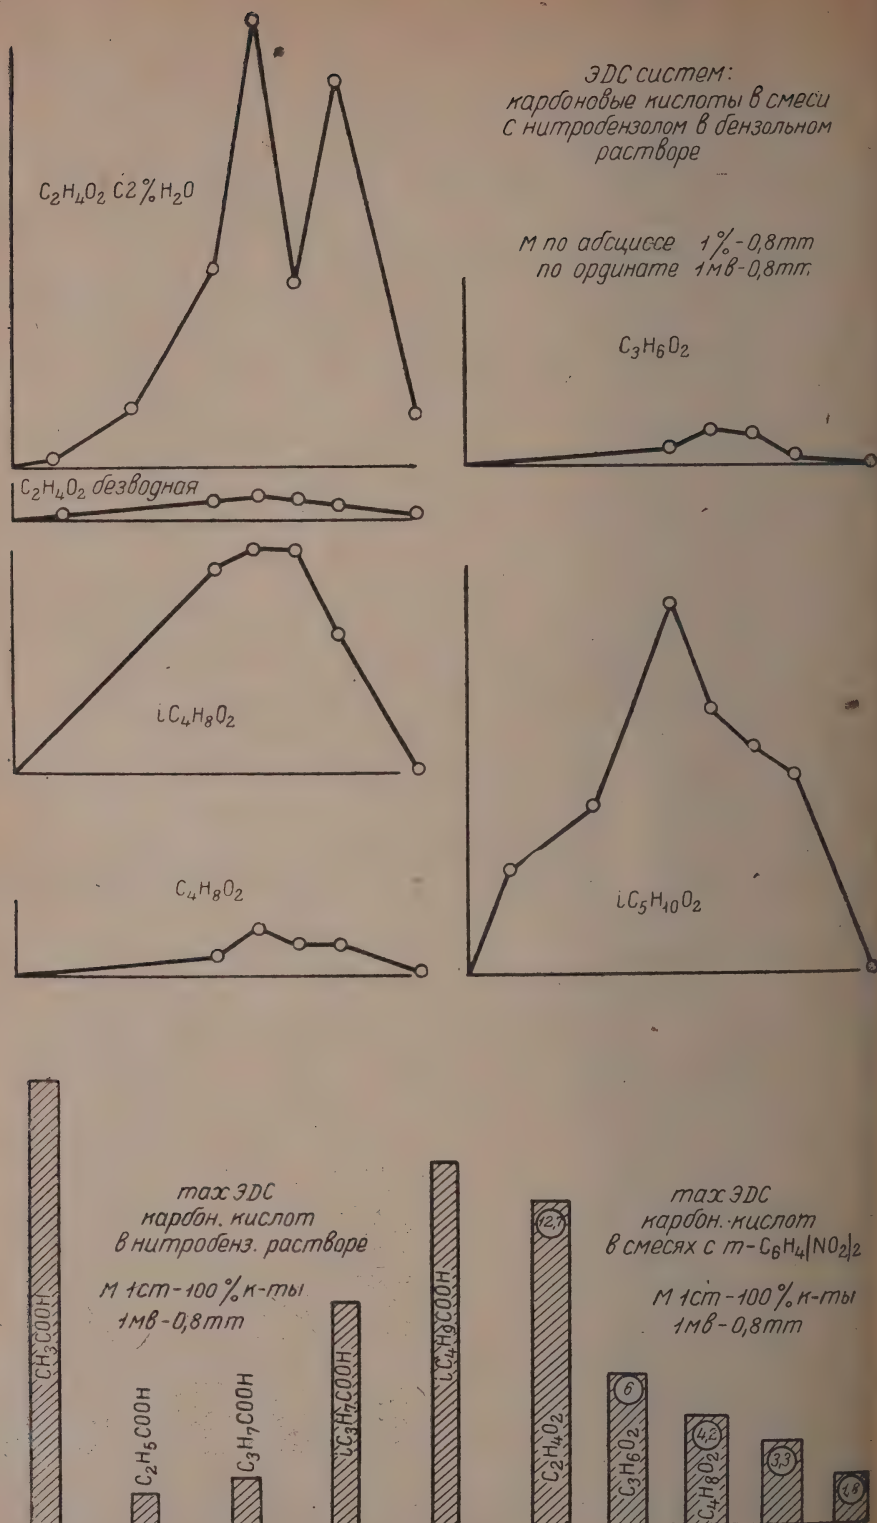 ЭДС систем:
карбоновые кислоты в смеси
с нитробензолом в бензольном
растворе
C₂H₄O₂ с 2% H₂O
М по абсциссе 1%-0,8mm
по ординате 1мв-0,8mm.
C₃H₆O₂
C₂H₄O₂ безводная
iC₄H₈O₂
C₄H₈O₂
iC₅H₁₀O₂
max ЭДС
карбон. кислот
в нитробенз. растворе
М 1cm-100% к-ты
1мв-0,8mm
CH₃COOH
C₂H₅COOH
C₃H₇COOH
iC₃H₇COOH
iC₄H₉COOH
max ЭДС
карбон. кислот
в смесях с m-C₆H₄|NO₂|2
М 1cm-100% к-ты
1мв-0,8mm
12,7
C₂H₄O₂
6
C₃H₆O₂
4,2
C₄H₈O₂
3,3
1,8